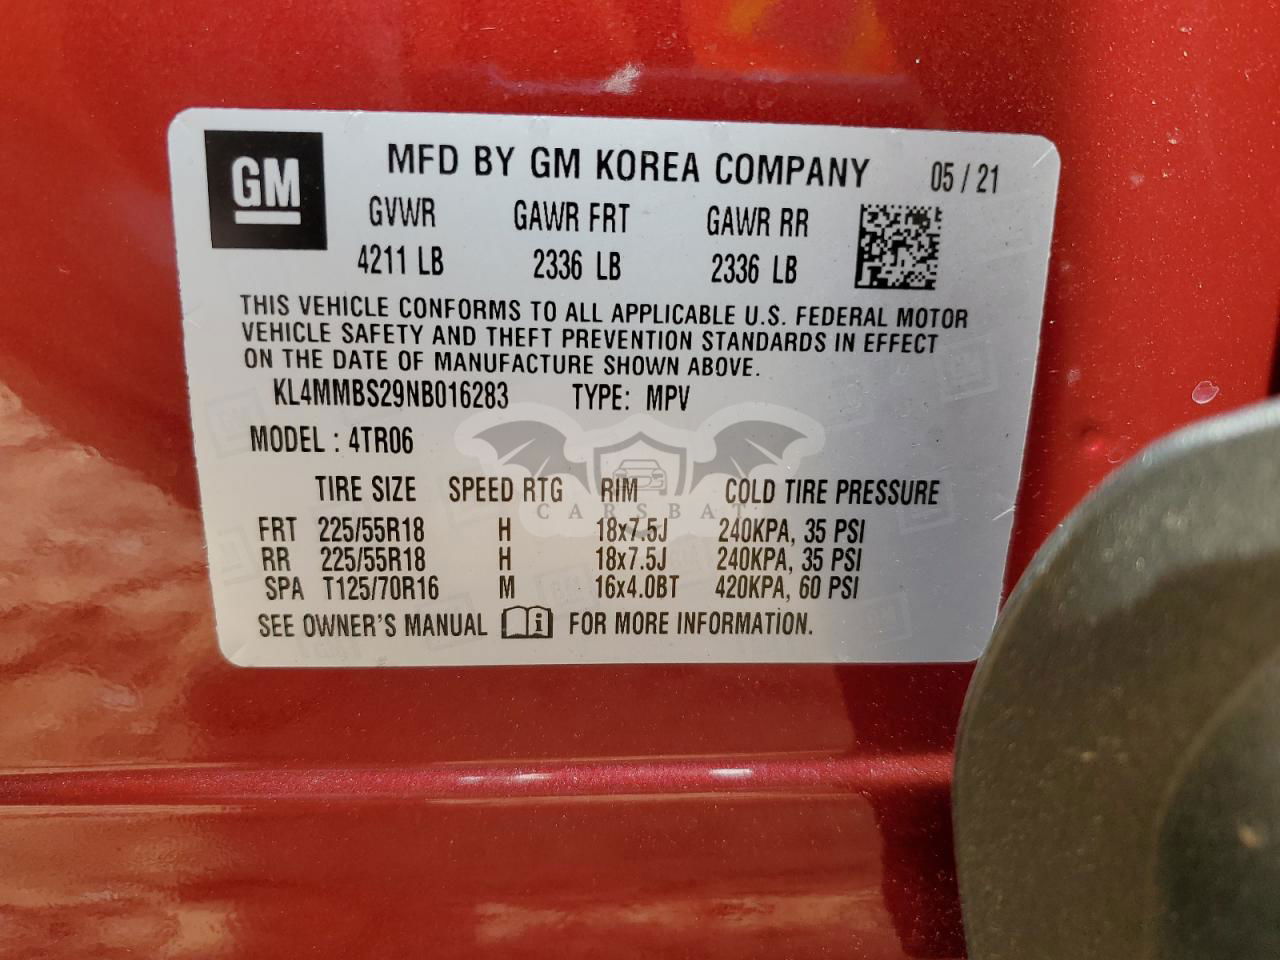 GM
MFD BY GM KOREA COMPANY 05 / 21
GVWR GAWR FRT GAWR RR
4211 LB 2336 LB 2336 LB
THIS VEHICLE CONFORMS TO ALL APPLICABLE U.S. FEDERAL MOTOR
VEHICLE SAFETY AND THEFT PREVENTION STANDARDS IN EFFECT
ON THE DATE OF MANUFACTURE SHOWN ABOVE.
KL4MMBS29NB016283 TYPE: MPV
MODEL : 4TR06
TIRE SIZE SPEED RTG RIM COLD TIRE PRESSURE
CARSBAT
FRT 225/55R18 H 18x7.5J 240KPA, 35 PSI
RR 225/55R18 H 18x7.5J 240KPA, 35 PSI
SPA T125/70R16 M 16x4.0BT 420KPA, 60 PSI
SEE OWNER'S MANUAL i FOR MORE INFORMATION.